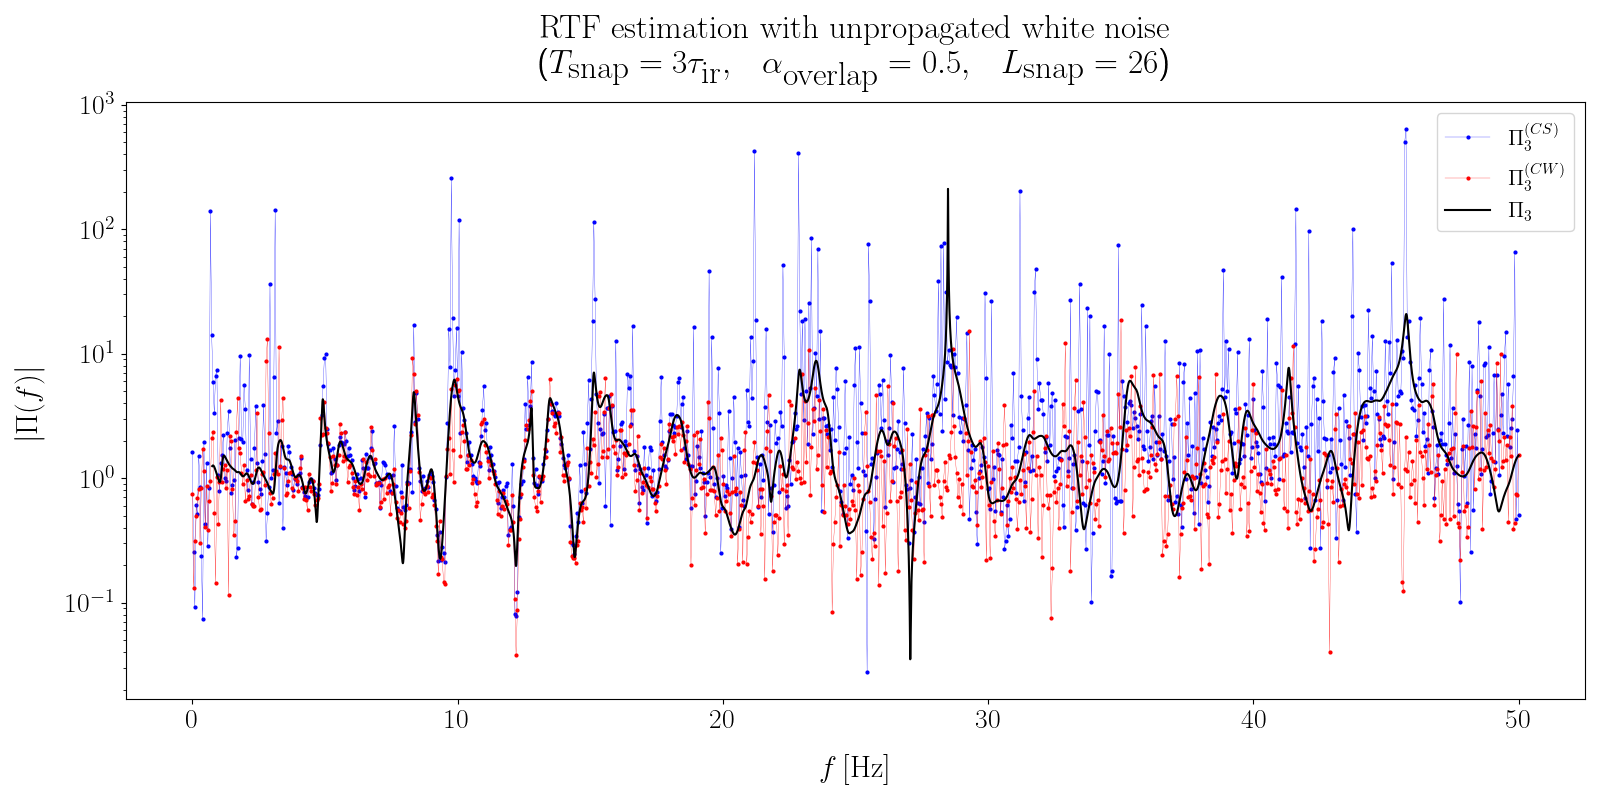 RTF estimation with unpropagated white noise
(T_snap = 3τ_ir, α_overlap = 0.5, L_snap = 26)
|Π(f)|
10^3
10^2
10^1
10^0
10^−1
Π_3^(CS)
Π_3^(CW)
Π_3
0 10 20 30 40 50
f [Hz]